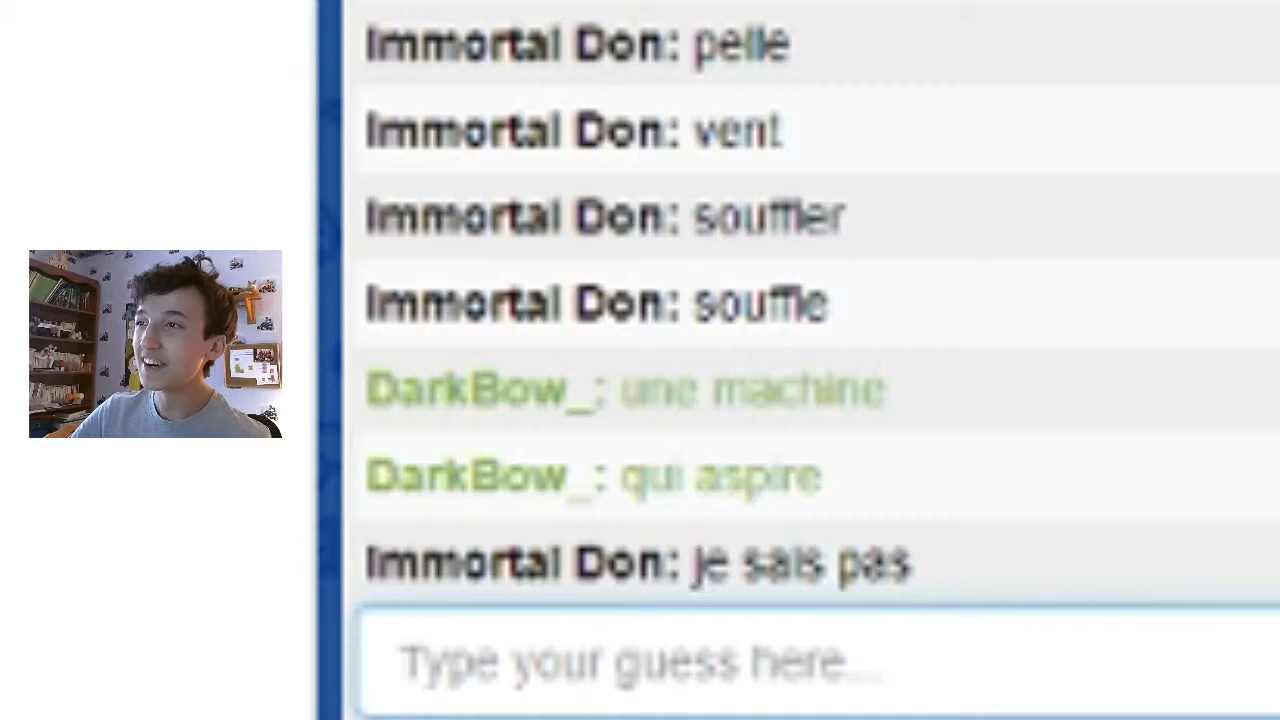 Immortal Don: pelle
Immortal Don: vent
Immortal Don: souffler
Immortal Don: souffle
DarkBow_: une machine
DarkBow_: qui aspire
Immortal Don: je sais pas
Type your guess here...